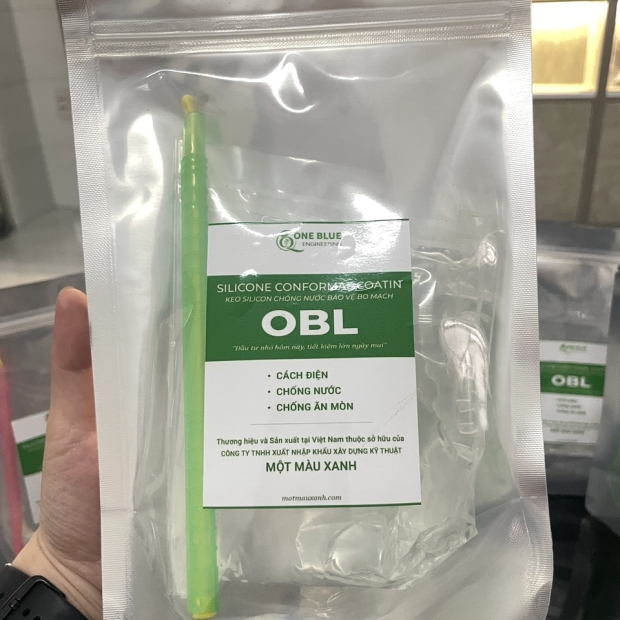 ONE BLUE
ENGINEERING
SILICONE CONFORMAL COATIN
KEO SILICON CHỐNG NƯỚC BẢO VỆ BO MẠCH
OBL
"Đầu tư nhỏ hôm nay, tiết kiệm lớn ngày mai"
• CÁCH ĐIỆN
• CHỐNG NƯỚC
• CHỐNG ĂN MÒN
Thương hiệu và Sản xuất tại Việt Nam thuộc sở hữu của
CÔNG TY TNHH XUẤT NHẬP KHẨU XÂY DỰNG KỸ THUẬT
MỘT MÀU XANH
motmauxanh.com
OBL